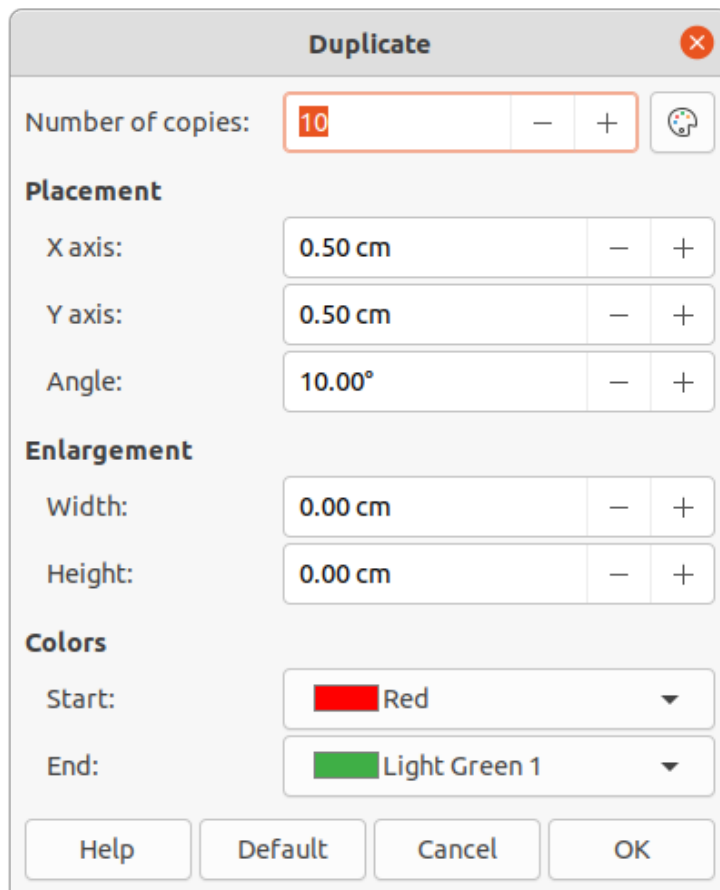 Duplicate
Number of copies: 10
Placement
X axis: 0.50 cm
Y axis: 0.50 cm
Angle: 10.00°
Enlargement
Width: 0.00 cm
Height: 0.00 cm
Colors
Start: Red
End: Light Green 1
Help Default Cancel OK